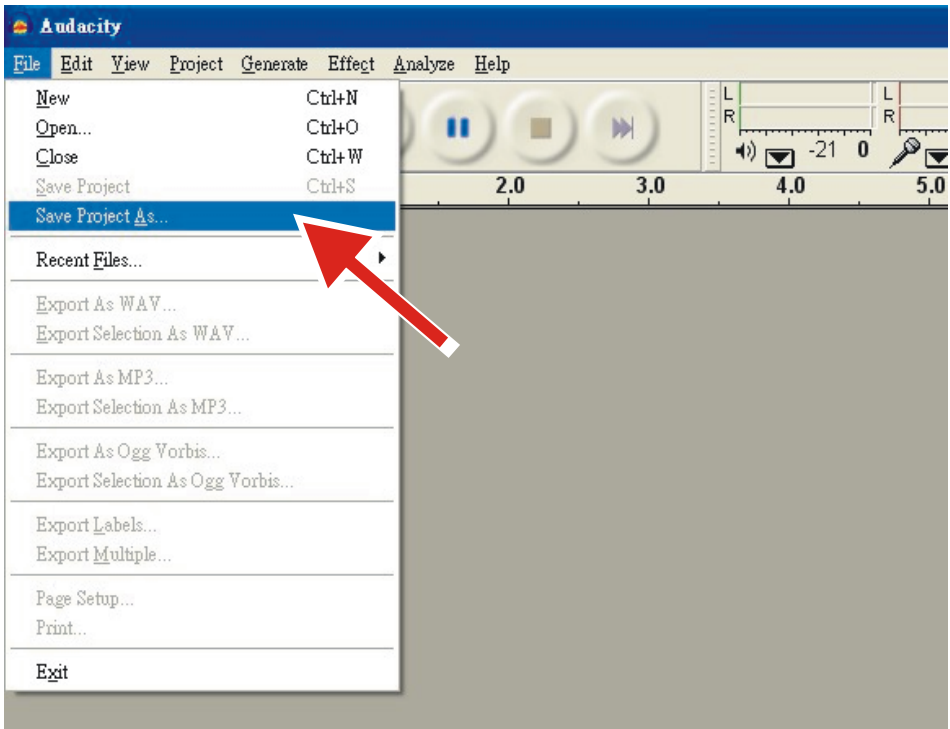 Audacity
File Edit View Project Generate Effect Analyze Help
New Ctrl+N
Open... Ctrl+O
Close Ctrl+W
Save Project Ctrl+S
Save Project As...
Recent Files...
Export As WAV...
Export Selection As WAV...
Export As MP3...
Export Selection As MP3...
Export As Ogg Vorbis...
Export Selection As Ogg Vorbis...
Export Labels...
Export Multiple...
Page Setup...
Print...
Exit
L L
R R
-21 0
2.0 3.0 4.0 5.0